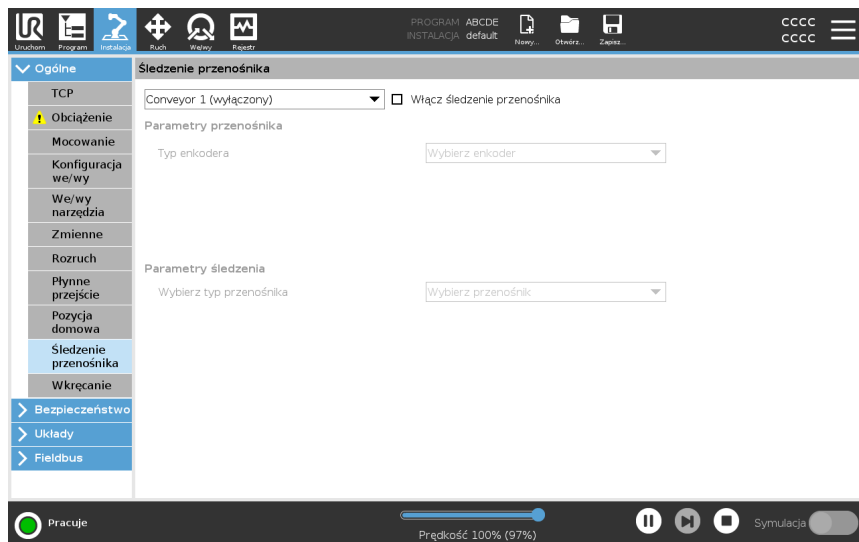 PROGRAM ABCDE
INSTALACJA default
CCCC
CCCC
Uruchom Program Instalacja Ruch We/wy Rejestr Nowy... Otwórz... Zapisz...
Ogólne
TCP
Obciążenie
Mocowanie
Konfiguracja
we/wy
We/wy
narzędzia
Zmienne
Rozruch
Płynne
przejście
Pozycja
domowa
Śledzenie
przenośnika
Wkręcanie
Bezpieczeństwo
Układy
Fieldbus
Śledzenie przenośnika
Conveyor 1 (wyłączony) Włącz śledzenie przenośnika
Parametry przenośnika
Typ enkodera Wybierz enkoder
Parametry śledzenia
Wybierz typ przenośnika Wybierz przenośnik
Pracuje
Prędkość 100% (97%)
Symulacja